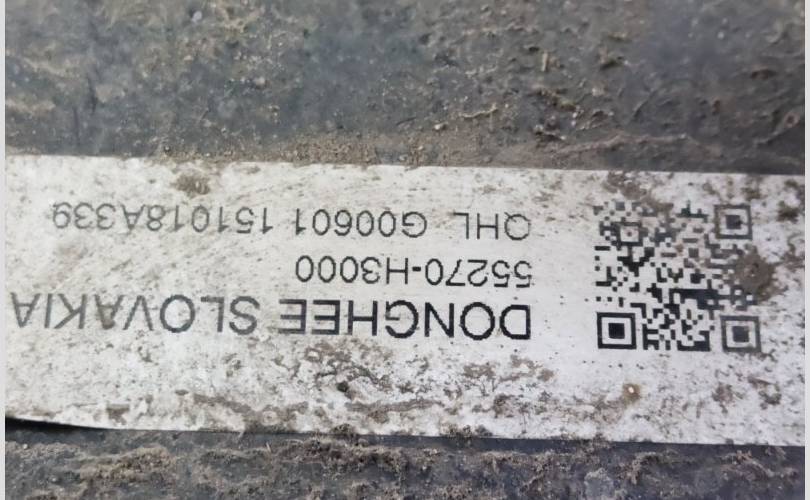 DONGHEE SLOVAKIA
55270-H3000
QHL G00601 151018A339